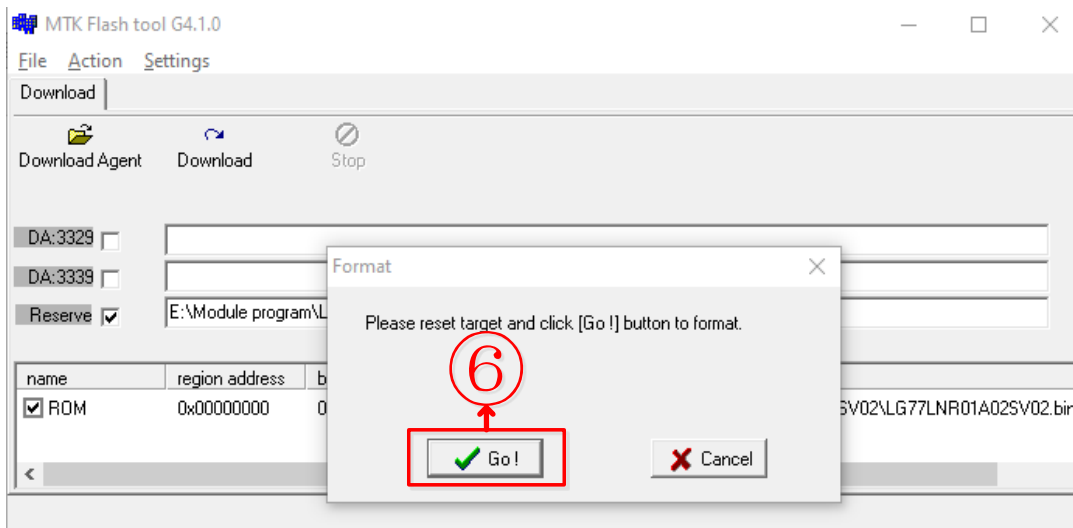 MTK Flash tool G4.1.0
File Action Settings
Download
Download Agent Download Stop
DA:3329
DA:3339
Reserve E:\Module program\L
Format
Please reset target and click [Go !] button to format.
⑥
Go !
Cancel
name region address b
ROM 0x00000000 0 SV02\LG77LNR01A02SV02.bin